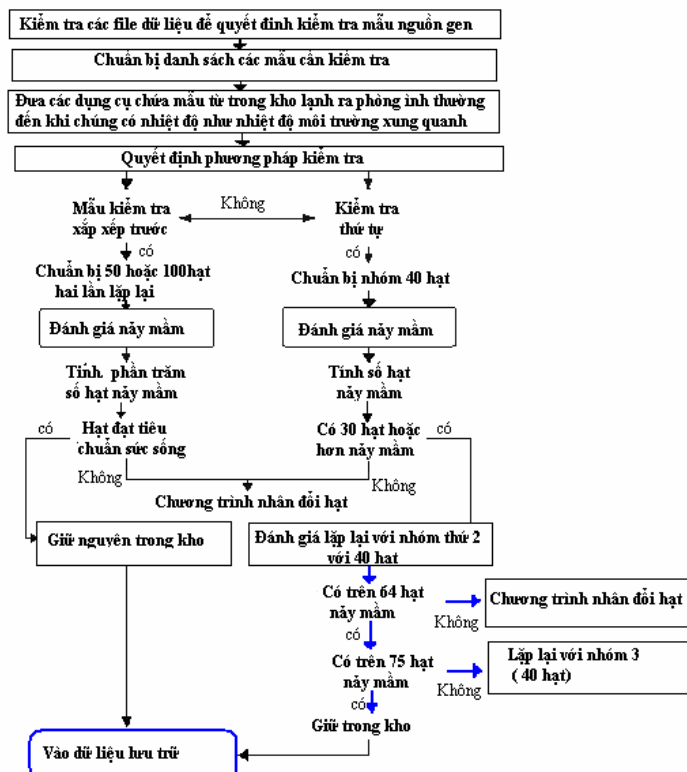 Kiểm tra các file dữ liệu để quyết đinh kiểm tra mẫu nguồn gen
Chuẩn bị danh sách các mẫu cần kiểm tra
Đưa các dụng cụ chứa mẫu từ trong kho lạnh ra phòng ình thường
đến khi chúng có nhiệt độ như nhiệt độ môi trường xung quanh
Quyết định phương pháp kiểm tra
Mẫu kiểm tra
xắp xếp trước
Không
Kiểm tra
thứ tự
có
có
Chuẩn bị 50 hoặc 100hạt
hai lần lặp lại
Chuẩn bị nhóm 40 hạt
Đánh giá nảy mầm
Đánh giá nảy mầm
Tính phần trăm
số hạt nảy mầm
Tính số hạt
nảy mầm
có
Hạt đạt tiêu
chuẩn sức sống
Có 30 hạt hoặc
hơn nảy mầm
có
Không
Không
Chương trình nhân đổi hạt
Giữ nguyên trong kho
Đánh giá lặp lại với nhóm thứ 2
với 40 hat
Có trên 64 hạt
nảy mầm
Không
Chương trình nhân đổi hạt
có
Có trên 75 hạt
nảy mầm
Không
Lặp lại với nhóm 3
( 40 hạt)
có
Giữ trong kho
Vào dữ liệu lưu trữ